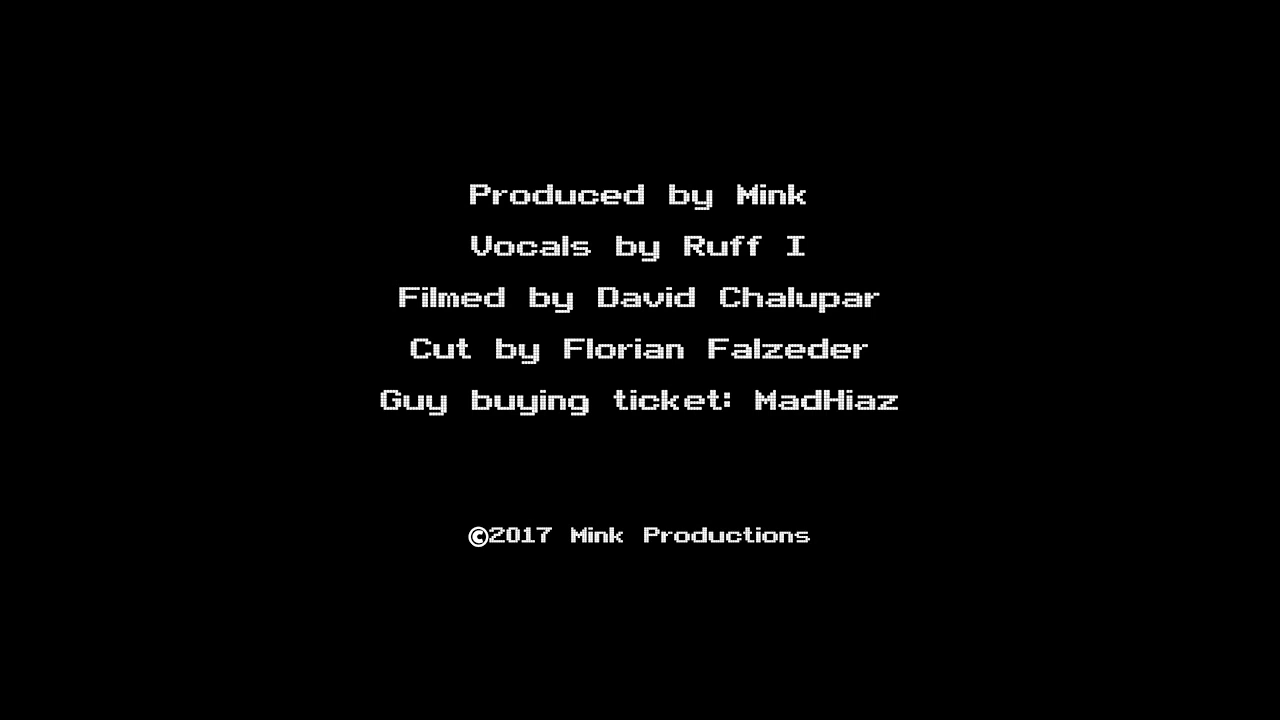 Produced by Mink
Vocals by Ruff I
Filmed by David Chalupar
Cut by Florian Falzeder
Guy buying ticket: MadHiaz
©2017 Mink Productions